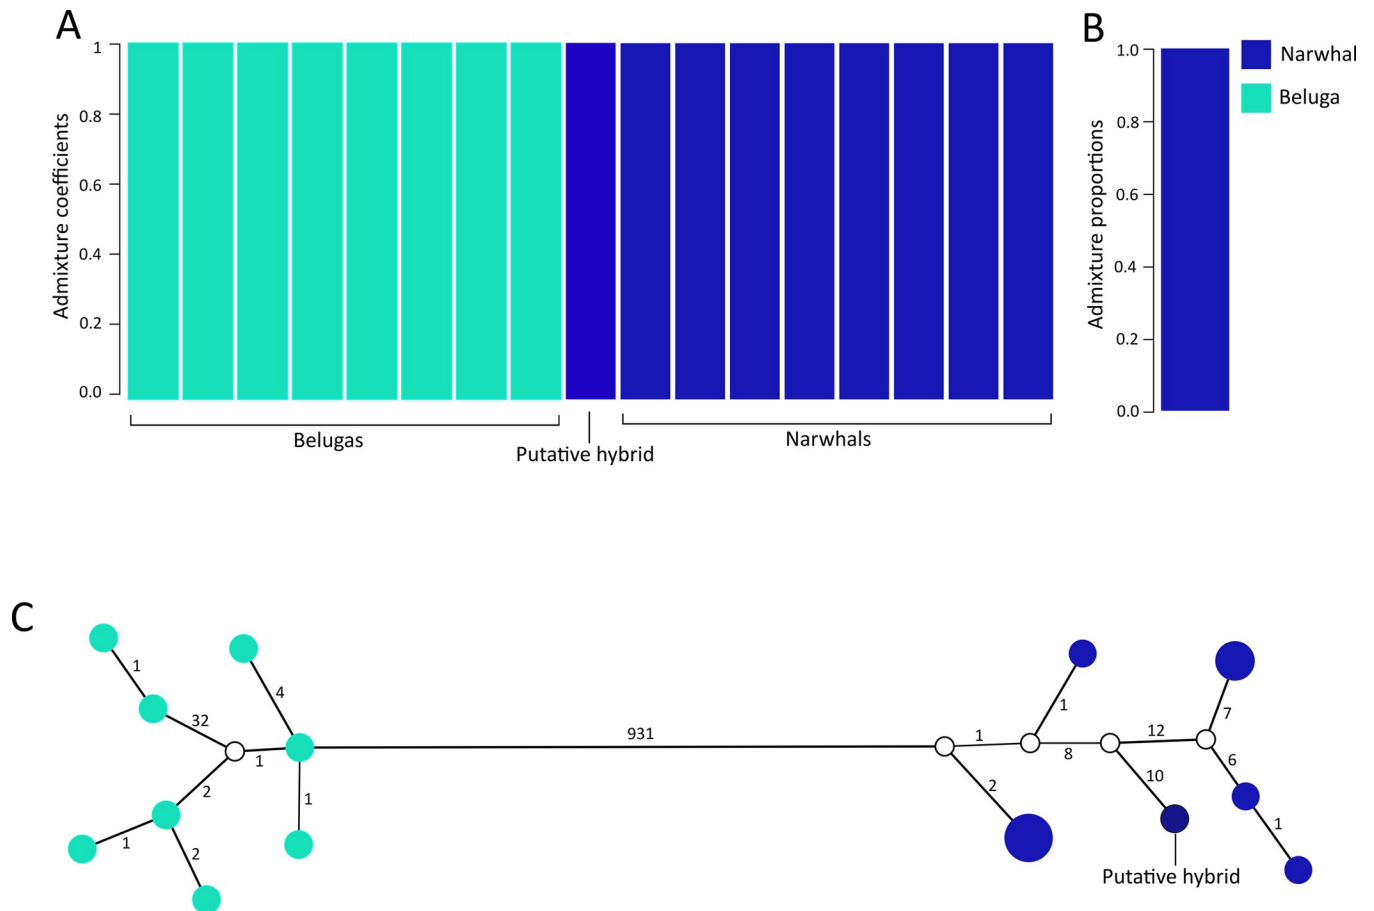 A
Admixture coefficients
1
0.8
0.6
0.4
0.2
0.0
Belugas
Putative hybrid
Narwhals
B
Admixture proportions
1.0
0.8
0.6
0.4
0.2
0.0
Narwhal
Beluga
C
1
32
4
1
2
1
1
2
931
1
1
8
2
12
10
7
6
1
Putative hybrid